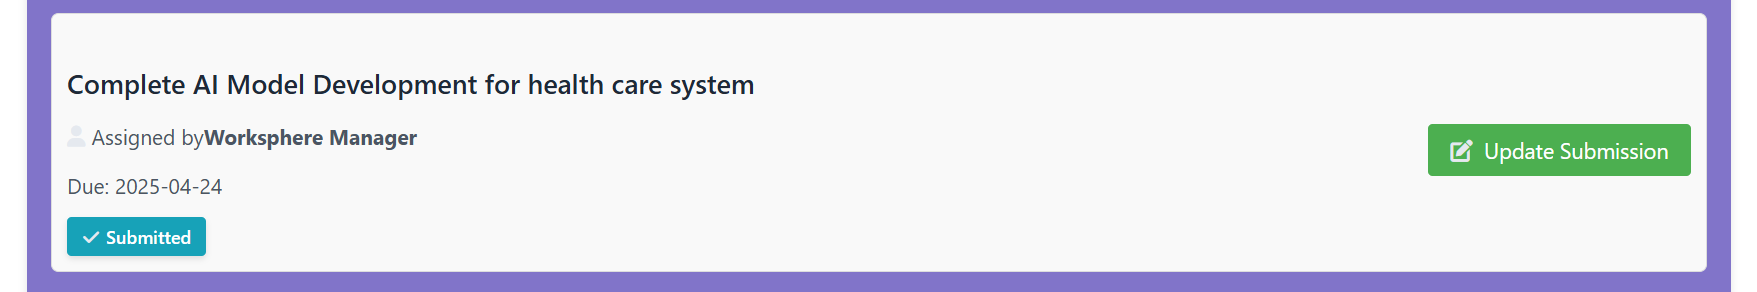 Complete AI Model Development for health care system
Assigned byWorksphere Manager
Update Submission
Due: 2025-04-24
Submitted